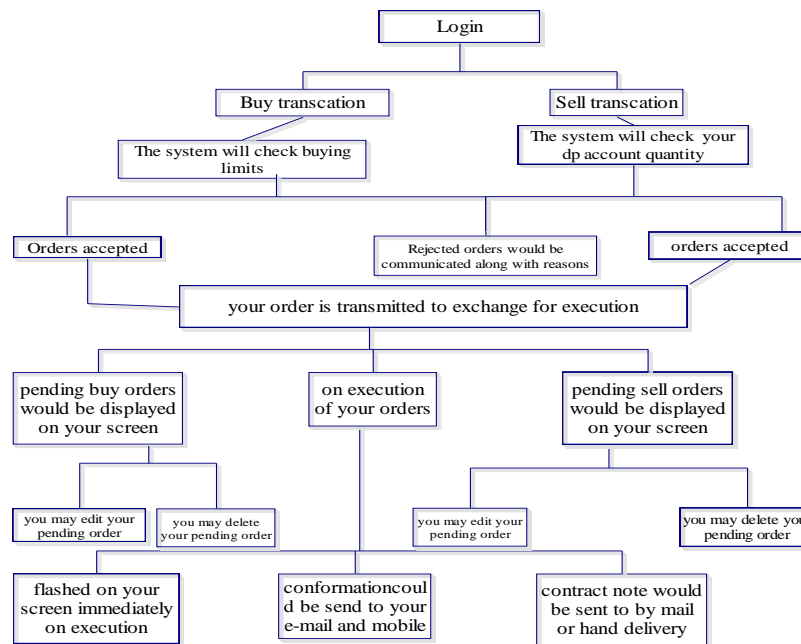 Login
Buy transcation
Sell transcation
The system will check buying
limits
The system will check your
dp account quantity
Orders accepted
Rejected orders would be
communicated along with reasons
orders accepted
your order is transmitted to exchange for execution
pending buy orders
would be displayed
on your screen
on execution
of your orders
pending sell orders
would be displayed
on your screen
you may edit your
pending order
you may delete
your pending order
you may edit your
pending order
you may delete you
pending order
flashed on your
screen immediately
on execution
conformationcoul
d be send to your
e-mail and mobile
contract note would
be sent to by mail
or hand delivery